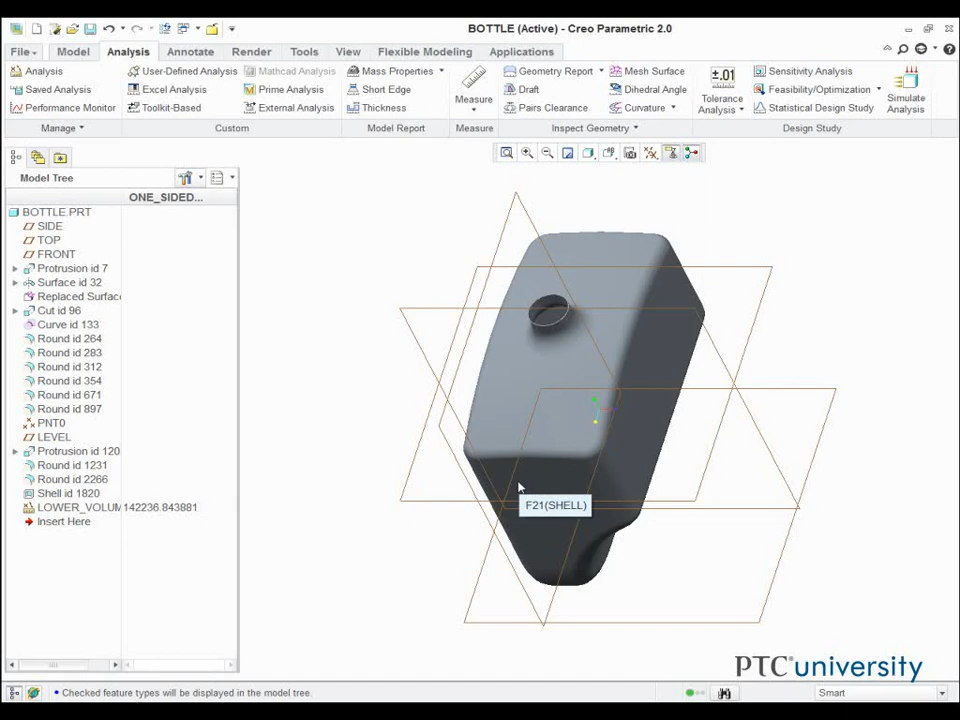 BOTTLE (Active) - Creo Parametric 2.0
File Model Analysis Annotate Render Tools View Flexible Modeling Applications
Analysis User-Defined Analysis Mathcad Analysis Mass Properties Geometry Report Mesh Surface Sensitivity Analysis
Saved Analysis Excel Analysis Prime Analysis Short Edge Draft Dihedral Angle Feasibility/Optimization
Performance Monitor Toolkit-Based External Analysis Thickness Measure Pairs Clearance Curvature ±.01 Tolerance Analysis Statistical Design Study Simulate Analysis
Manage Custom Model Report Measure Inspect Geometry Design Study
Model Tree
ONE_SIDED...
BOTTLE.PRT
SIDE
TOP
FRONT
Protrusion id 7
Surface id 32
Replaced Surfac
Cut id 96
Curve id 133
Round id 264
Round id 283
Round id 312
Round id 354
Round id 671
Round id 897
PNT0
LEVEL
Protrusion id 120
Round id 1231
Round id 2266
Shell id 1820
LOWER_VOLUM 142236.843881
Insert Here
F21(SHELL)
PTC university
Checked feature types will be displayed in the model tree.
Smart